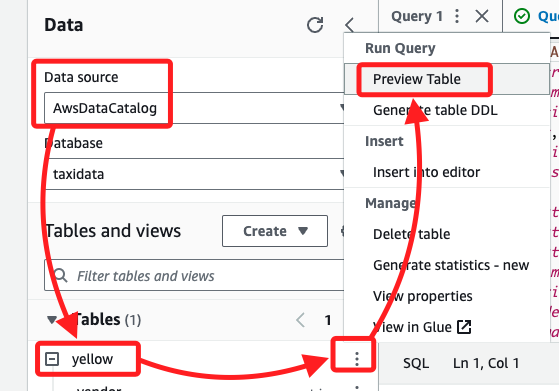 Data
Data source
AwsDataCatalog
Database
taxidata
Tables and views
Create
Filter tables and views
Tables (1)
1
yellow
Query 1
Run Query
Preview Table
Generate table DDL
Insert
Insert into editor
Manage
Delete table
Generate statistics - new
View properties
View in Glue
SQL
Ln 1, Col 1